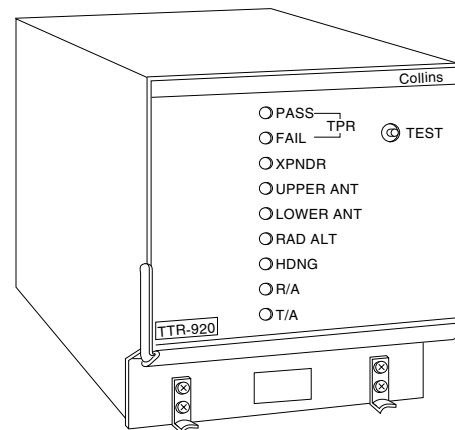 Collins
PASS
TPR
FAIL
TEST
XPNDR
UPPER ANT
LOWER ANT
RAD ALT
HDNG
R/A
T/A
TTR-920